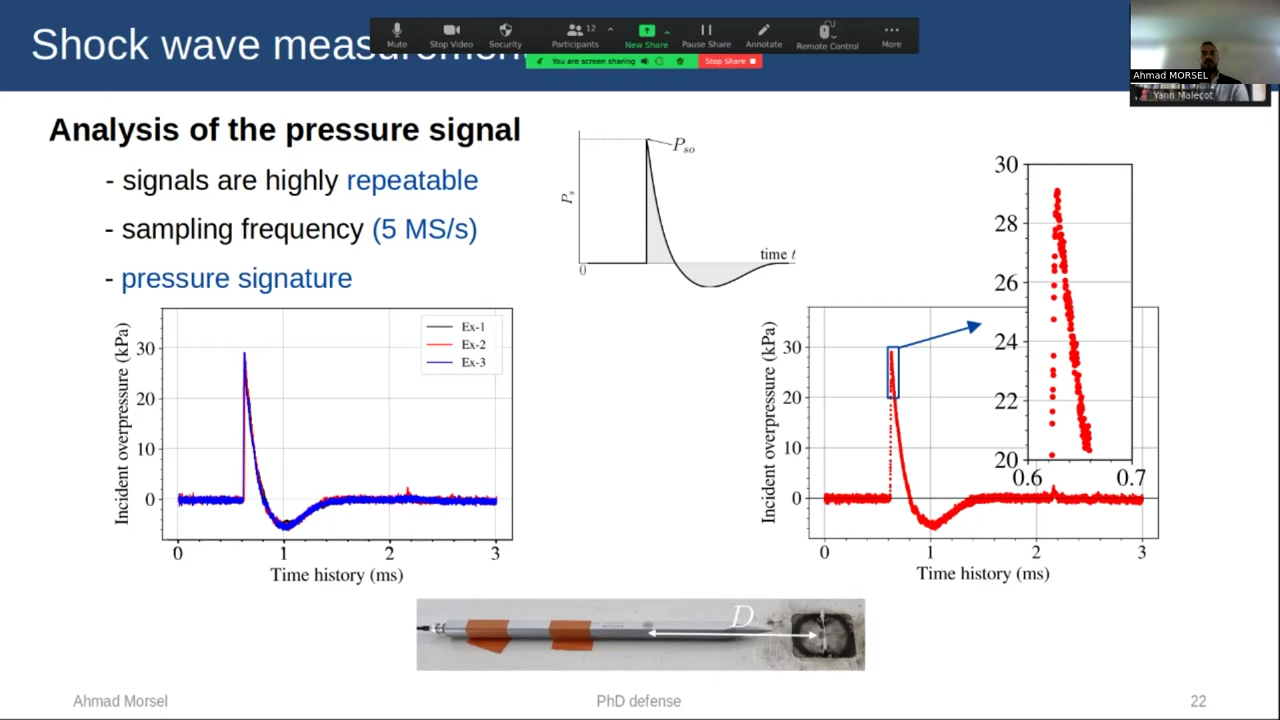 Shock wave measuremen
Mute
Stop Video
Security
12
Participants
New Share
Pause Share
Annotate
Remote Control
More
You are screen sharing
Stop Share
Ahmad MORSEL
Yann Malecot
Analysis of the pressure signal
- signals are highly repeatable
- sampling frequency (5 MS/s)
- pressure signature
Pso
Ps
time t
0
Incident overpressure (kPa)
30
20
10
0
Ex-1
Ex-2
Ex-3
0
1
2
3
Time history (ms)
Incident overpressure (kPa)
30
20
10
0
0
1
2
3
Time history (ms)
30
28
26
24
22
20
0.6
0.7
D
Ahmad Morsel
PhD defense
22